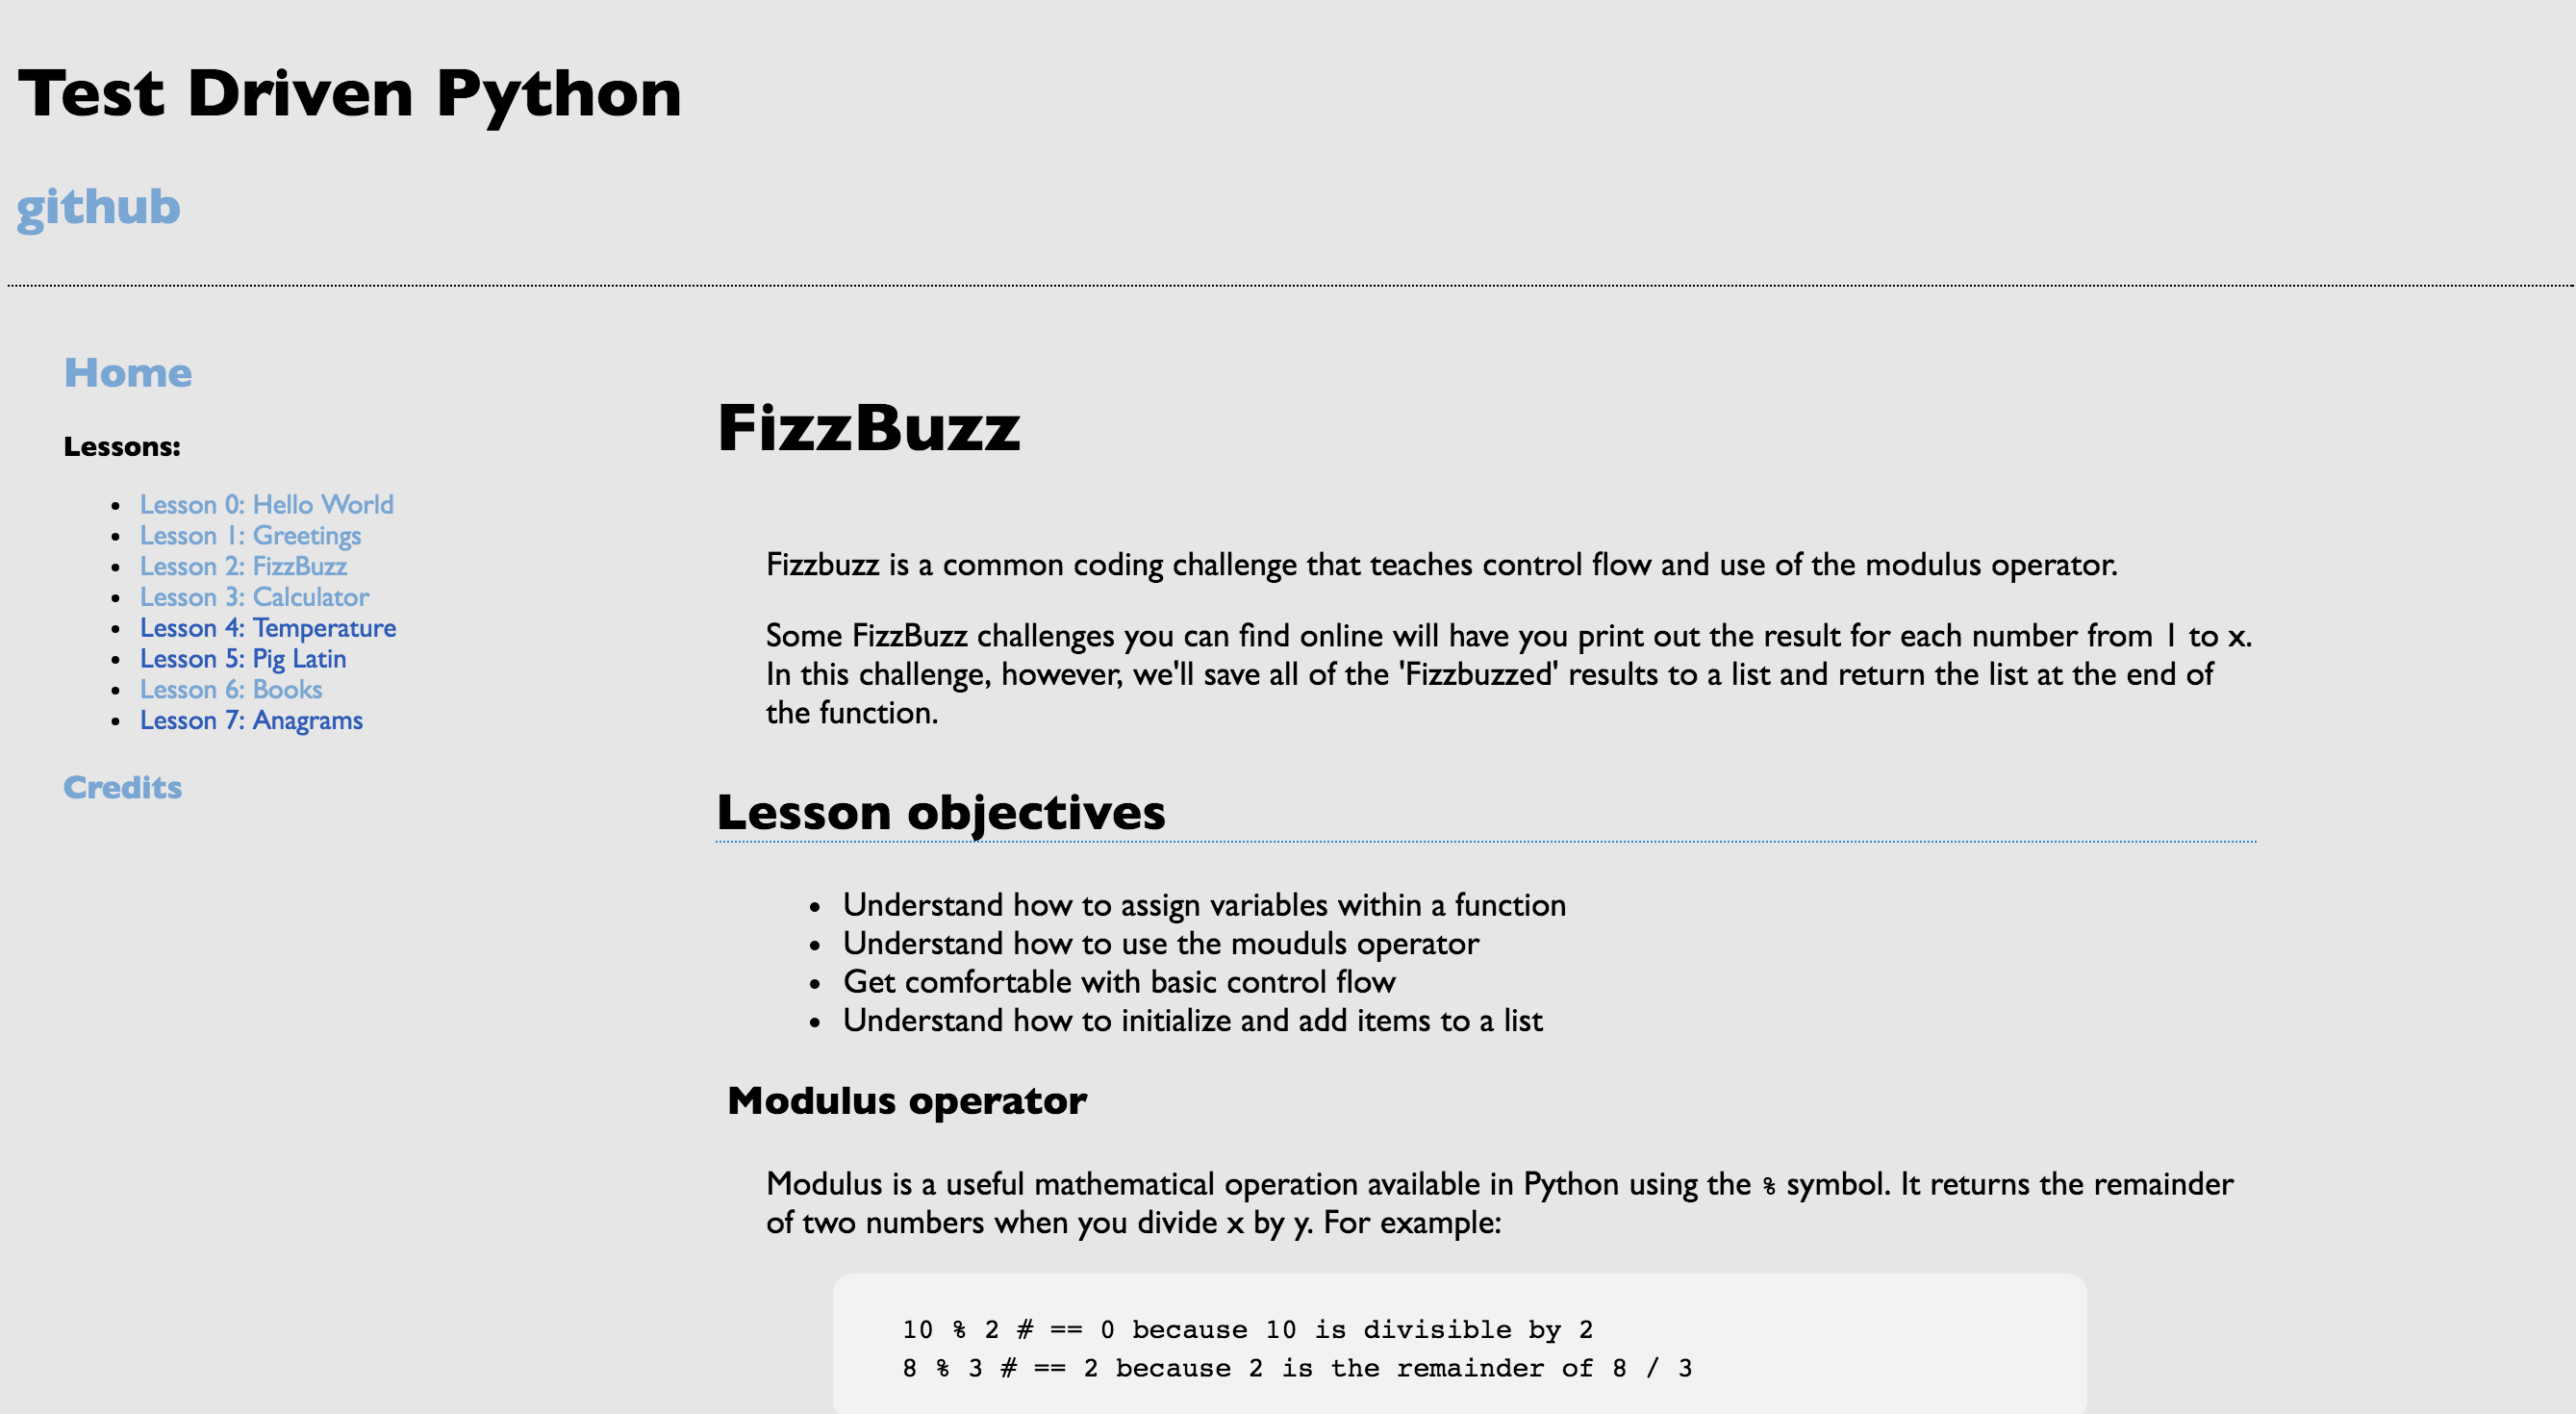 Test Driven Python
github
Home
Lessons:
Lesson 0: Hello World
Lesson 1: Greetings
Lesson 2: FizzBuzz
Lesson 3: Calculator
Lesson 4: Temperature
Lesson 5: Pig Latin
Lesson 6: Books
Lesson 7: Anagrams
Credits
FizzBuzz
Fizzbuzz is a common coding challenge that teaches control flow and use of the modulus operator.
Some FizzBuzz challenges you can find online will have you print out the result for each number from 1 to x.
In this challenge, however, we'll save all of the 'Fizzbuzzed' results to a list and return the list at the end of
the function.
Lesson objectives
Understand how to assign variables within a function
Understand how to use the mouduls operator
Get comfortable with basic control flow
Understand how to initialize and add items to a list
Modulus operator
Modulus is a useful mathematical operation available in Python using the % symbol. It returns the remainder
of two numbers when you divide x by y. For example:
10 % 2 # == 0 because 10 is divisible by 2
8 % 3 # == 2 because 2 is the remainder of 8 / 3